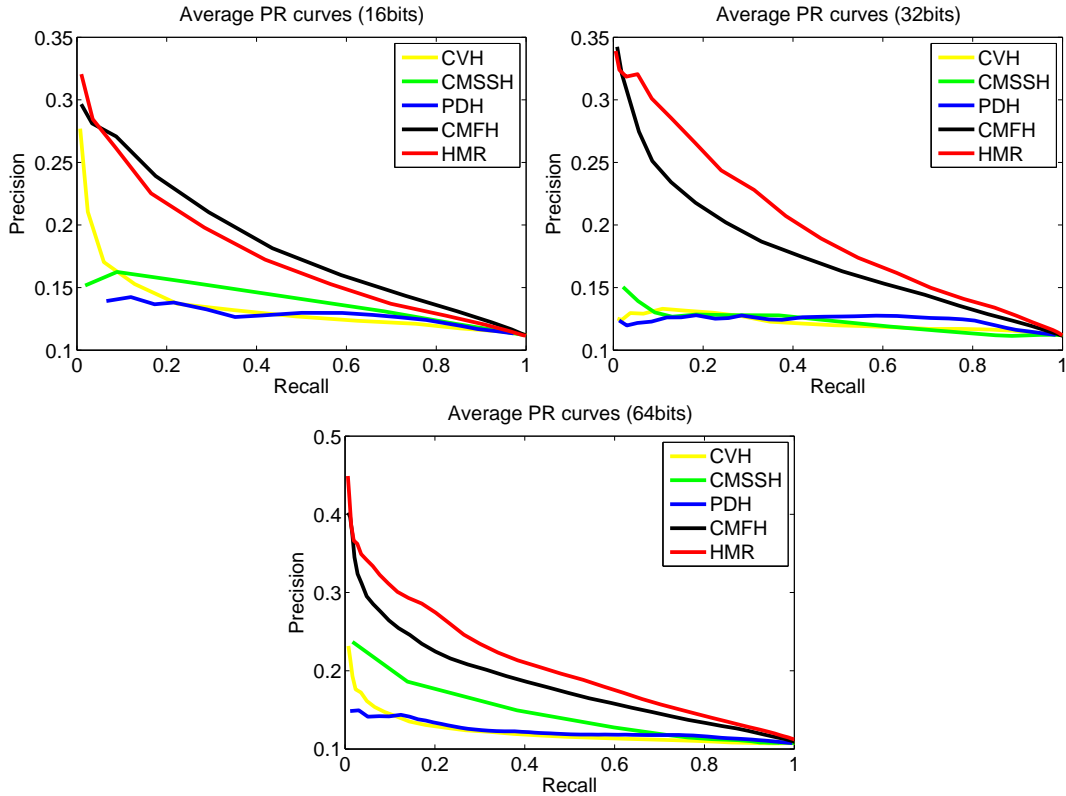 Average PR curves (16bits)
0.35
0.3
0.25
0.2
0.15
0.1
Precision
0
0.2
0.4
0.6
0.8
1
Recall
CVH
CMSSH
PDH
CMFH
HMR
Average PR curves (32bits)
0.35
0.3
0.25
0.2
0.15
0.1
Precision
0
0.2
0.4
0.6
0.8
1
Recall
CVH
CMSSH
PDH
CMFH
HMR
Average PR curves (64bits)
0.5
0.4
0.3
0.2
0.1
Precision
0
0.2
0.4
0.6
0.8
1
Recall
CVH
CMSSH
PDH
CMFH
HMR